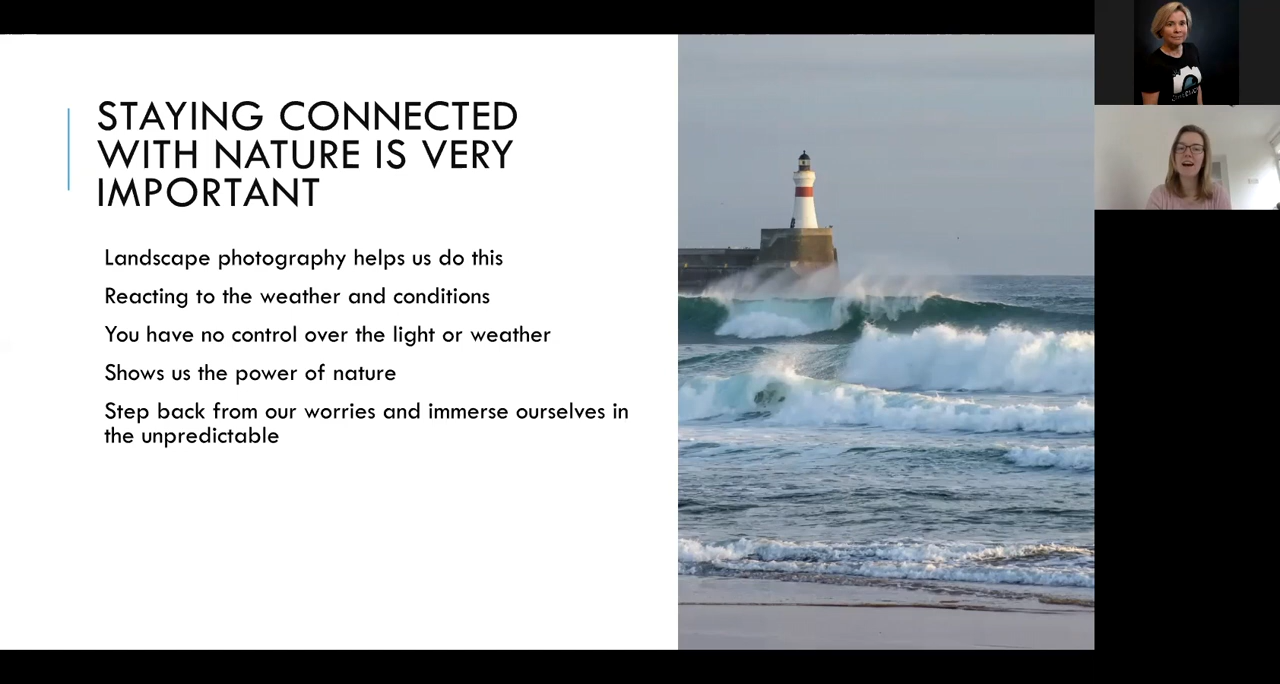 STAYING CONNECTED
WITH NATURE IS VERY
IMPORTANT
Landscape photography helps us do this
Reacting to the weather and conditions
You have no control over the light or weather
Shows us the power of nature
Step back from our worries and immerse ourselves in
the unpredictable